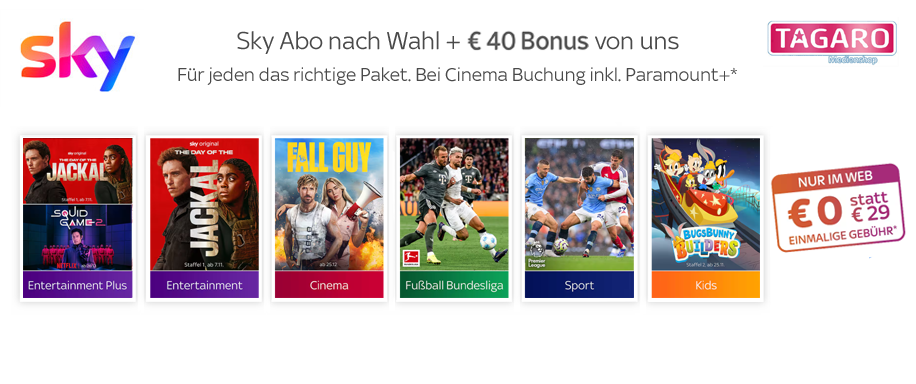 sky
Sky Abo nach Wahl + € 40 Bonus von uns
Für jeden das richtige Paket. Bei Cinema Buchung inkl. Paramount+*
TAGARO
Medienshop
sky original
THE DAY OF THE
JACKAL
Staffel 1, ab 7.11.
SQUID
GAME 2
NETFLIX
Entertainment Plus
sky original
THE DAY OF THE
JACKAL
Staffel 1, ab 7.11.
Entertainment
FALL GUY
ab 20.12.
Cinema
Fußball Bundesliga
Premier
League
Sport
BUGS BUNNY
BUILDERS
Staffel 2, ab 25.11.
Kids
NUR IM WEB
€ 0 statt
€ 29
EINMALIGE GEBÜHR*